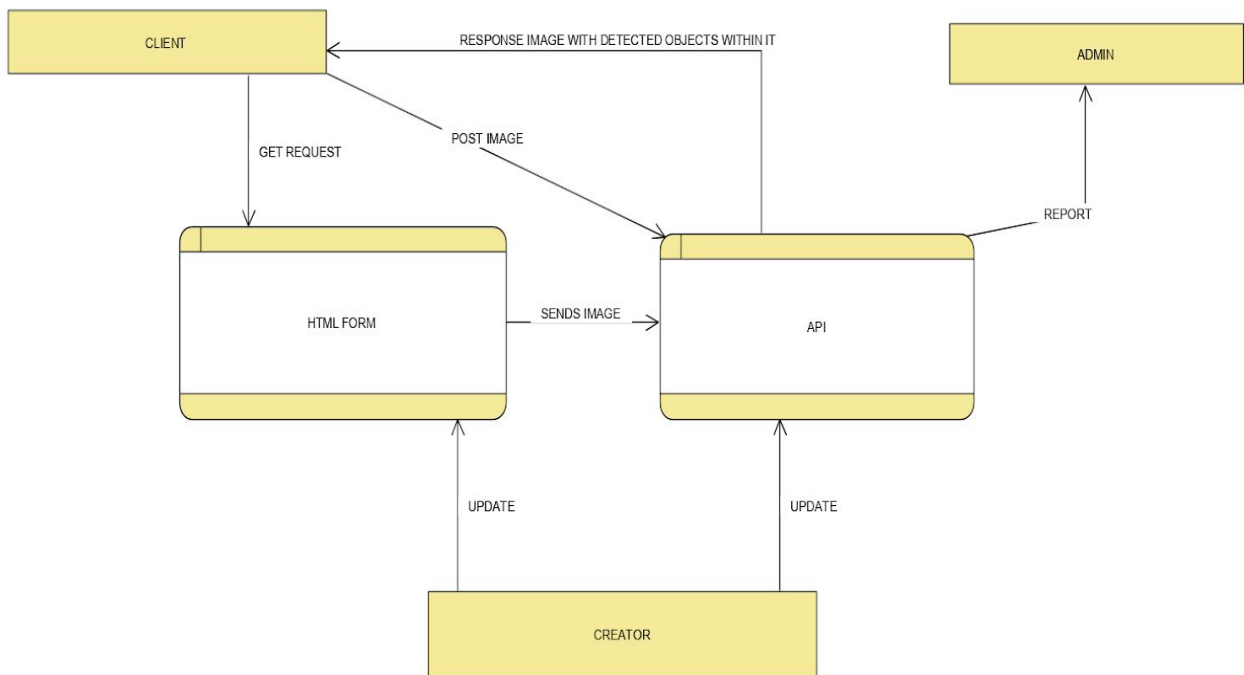 CLIENT
RESPONSE IMAGE WITH DETECTED OBJECTS WITHIN IT
ADMIN
POST IMAGE
GET REQUEST
REPORT
HTML FORM
SENDS IMAGE
API
UPDATE
UPDATE
CREATOR